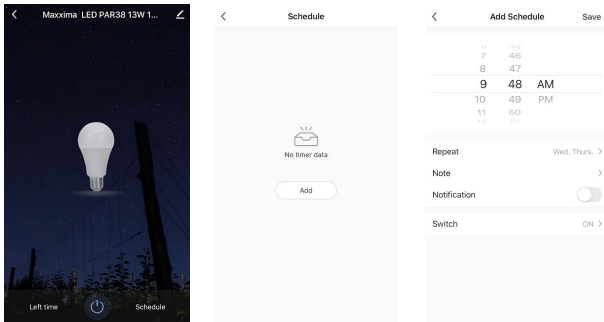 Maxxima LED PAR38 13W 1...
Left time
Schedule
Schedule
No timer data
Add
Add Schedule
Save
7 46
8 47
9 48 AM
10 49 PM
11 50
Repeat
Wed. Thurs.
Note
Notification
Switch
ON